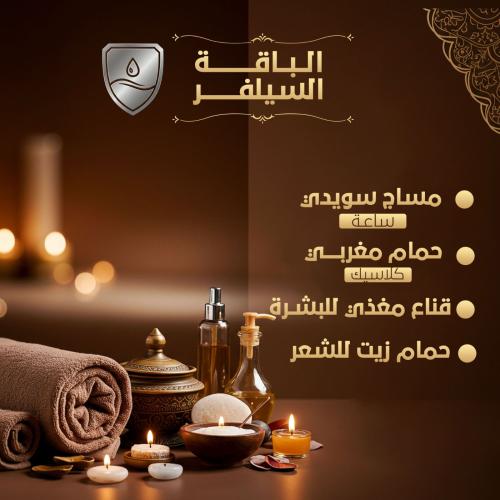 الباقة
السيلفر
مساج سويدي
ساعة
حمام مغربي
كلاسيك
قناع مغذي للبشرة
حمام زيت للشعر